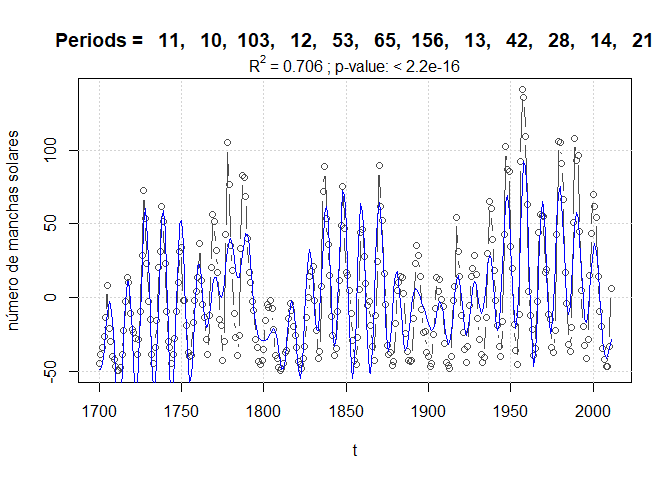 Periods = 11, 10, 103, 12, 53, 65, 156, 13, 42, 28, 14, 21
R2 = 0.706 ; p-value: < 2.2e-16
número de manchas solares
100
50
0
-50
1700 1750 1800 1850 1900 1950 2000
t